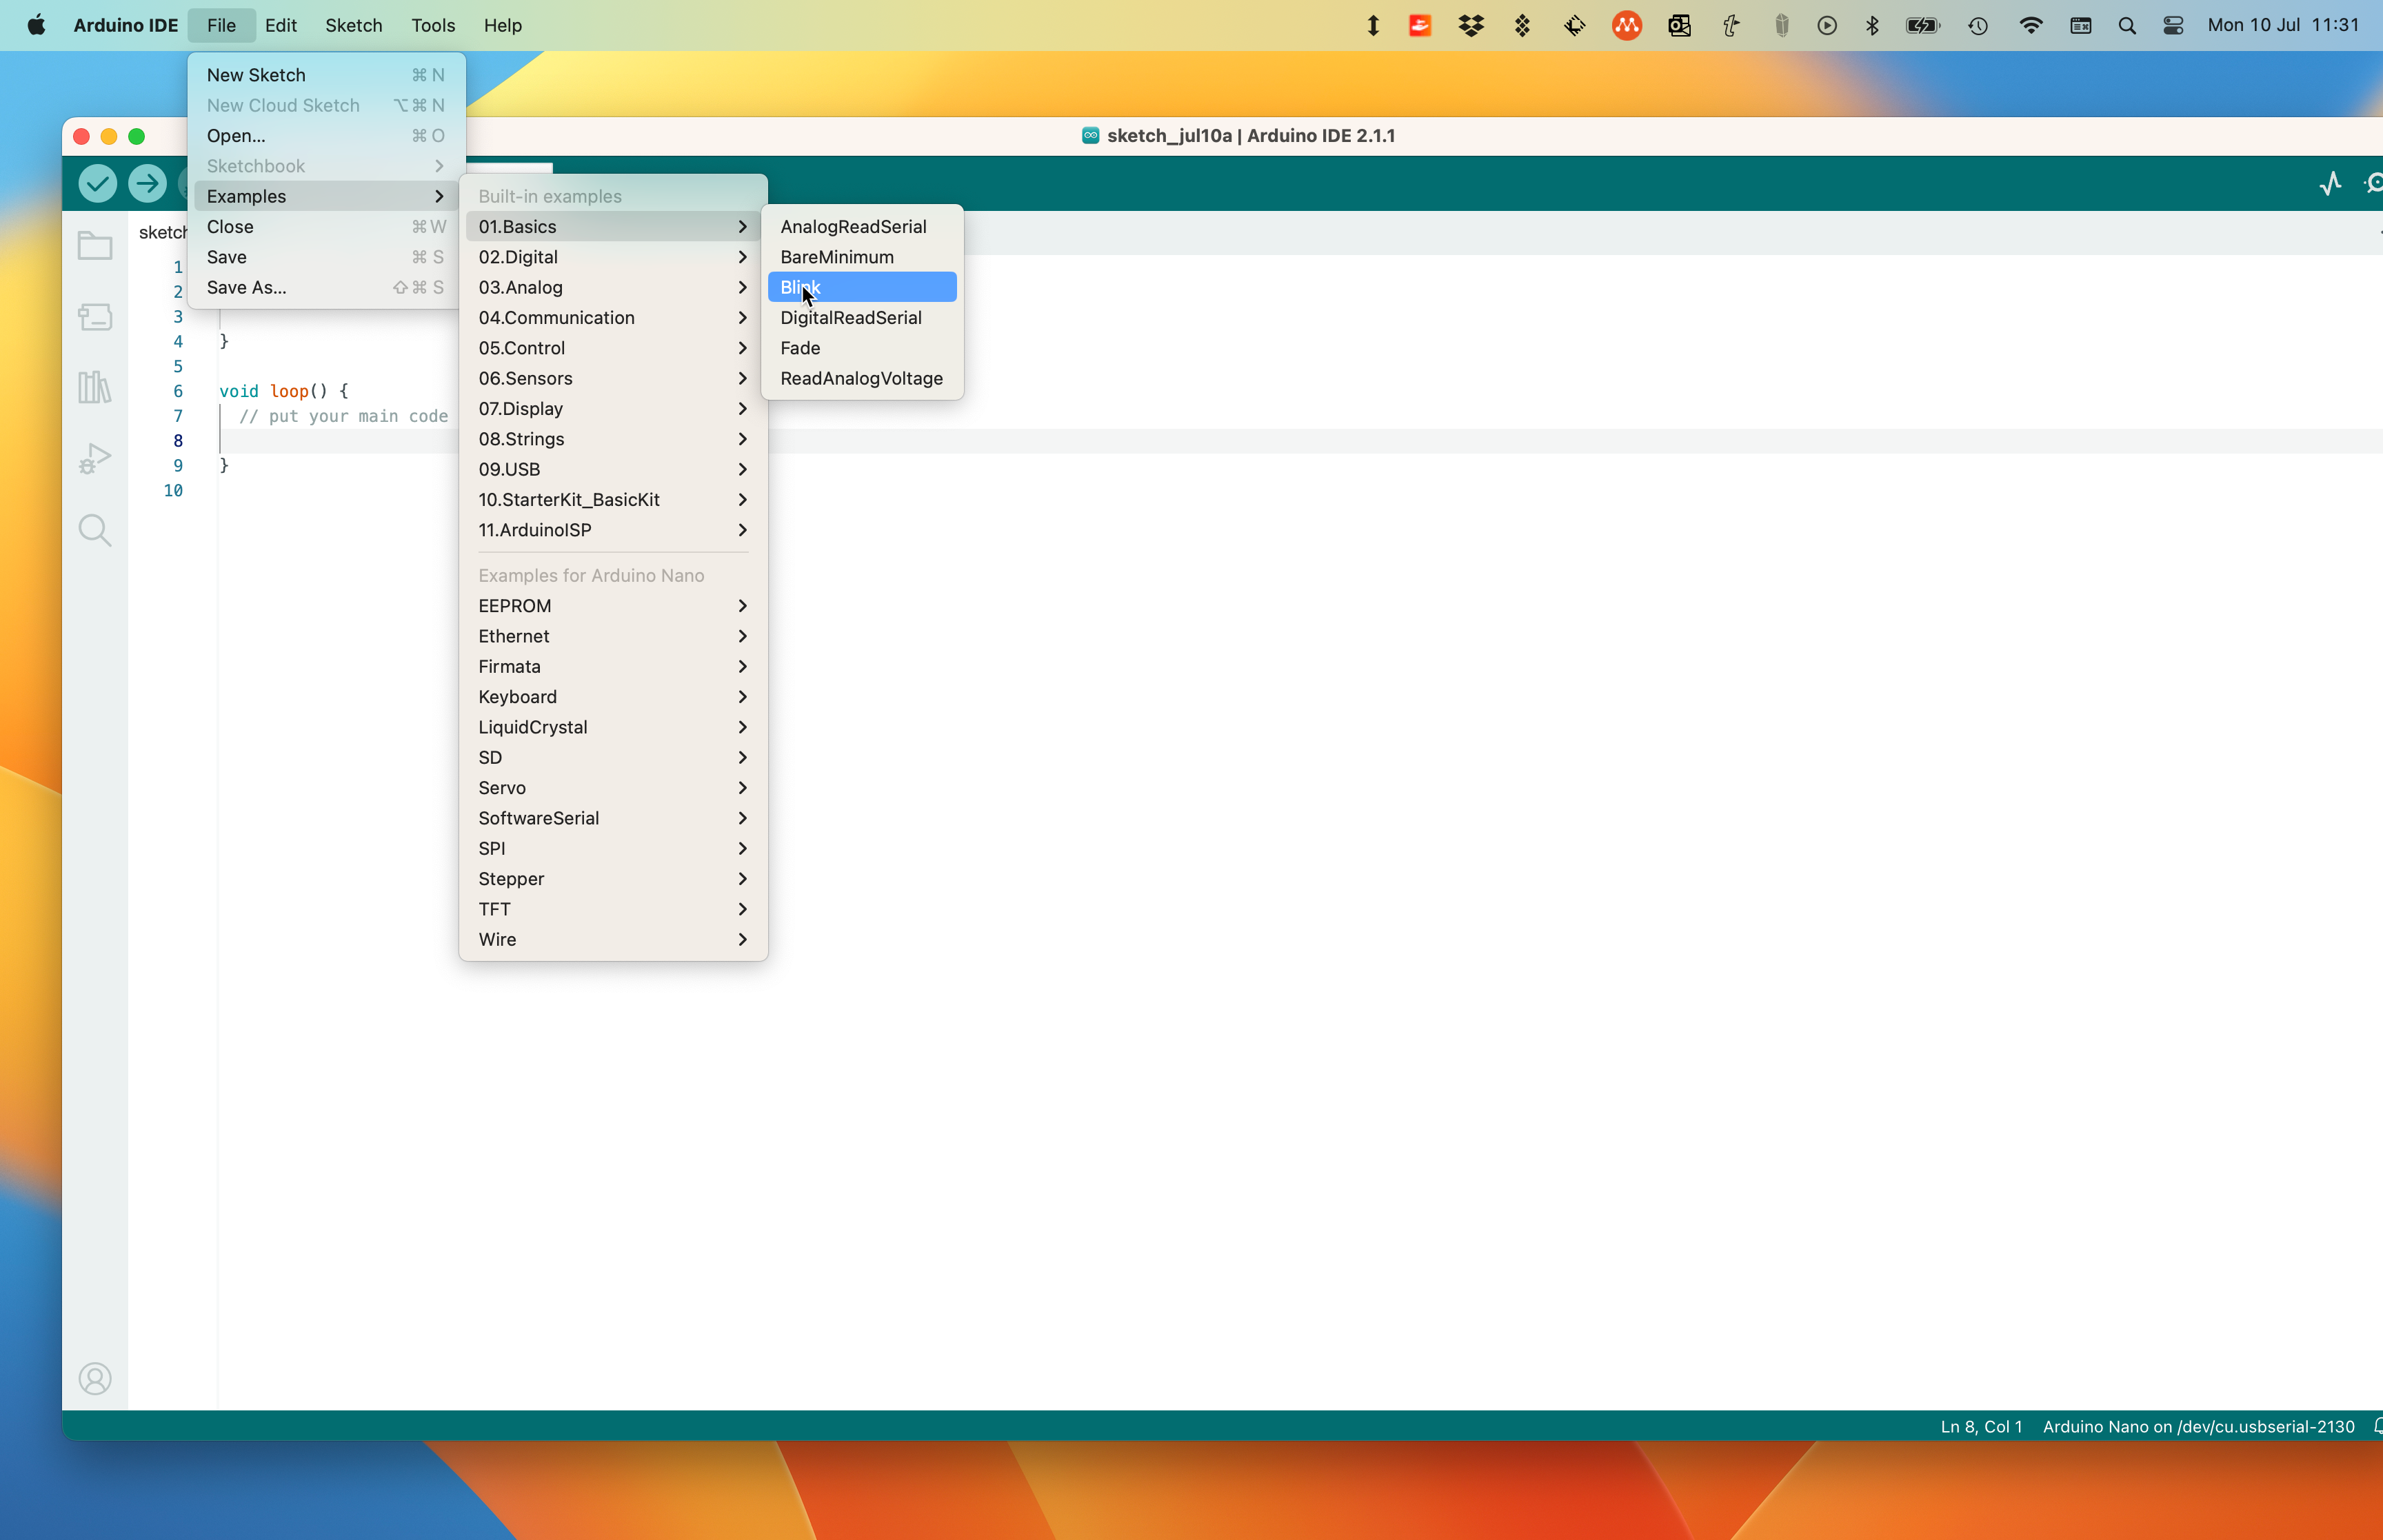 Arduino IDE File Edit Sketch Tools Help Mon 10 Jul 11:31
New Sketch ⌘ N
New Cloud Sketch ⌥ ⌘ N
Open... ⌘ O
Sketchbook
Examples
Close ⌘ W
Save ⌘ S
Save As... ⇧ ⌘ S
sketch_jul10a | Arduino IDE 2.1.1
Built-in examples
01.Basics
02.Digital
03.Analog
04.Communication
05.Control
06.Sensors
07.Display
08.Strings
09.USB
10.StarterKit_BasicKit
11.ArduinoISP
Examples for Arduino Nano
EEPROM
Ethernet
Firmata
Keyboard
LiquidCrystal
SD
Servo
SoftwareSerial
SPI
Stepper
TFT
Wire
AnalogReadSerial
BareMinimum
Blink
DigitalReadSerial
Fade
ReadAnalogVoltage
sketch
1
2
3
4 }
5
6 void loop() {
7 // put your main code
8
9 }
10
Ln 8, Col 1 Arduino Nano on /dev/cu.usbserial-2130